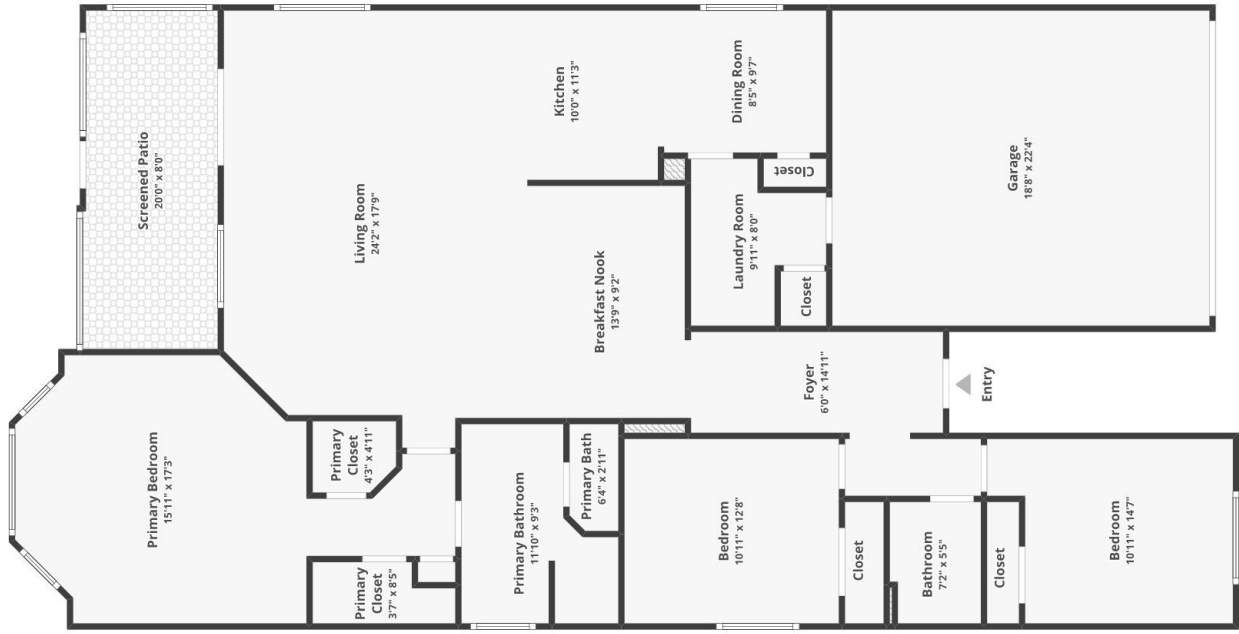 Screened Patio
20'0" x 8'0"
Living Room
24'2" x 17'9"
Kitchen
10'0" x 11'3"
Dining Room
8'5" x 9'7"
Closet
Laundry Room
9'11" x 8'0"
Closet
Garage
18'8" x 22'4"
Breakfast Nook
13'9" x 9'2"
Foyer
6'0" x 14'11"
Entry
Primary Bedroom
15'11" x 17'3"
Primary
Closet
4'3" x 4'11"
Primary
Closet
3'7" x 8'5"
Primary Bathroom
11'10" x 9'3"
Primary Bath
6'4" x 2'11"
Bedroom
10'11" x 12'8"
Closet
Bathroom
7'2" x 5'5"
Closet
Bedroom
10'11" x 14'7"